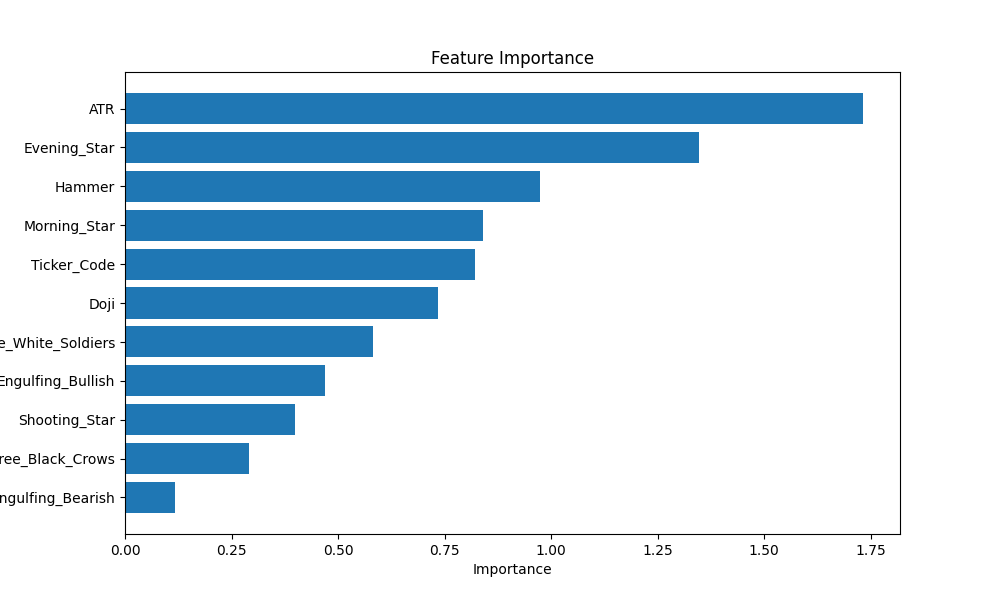 Feature Importance
ATR
Evening_Star
Hammer
Morning_Star
Ticker_Code
Doji
e_White_Soldiers
Engulfing_Bullish
Shooting_Star
ree_Black_Crows
ngulfing_Bearish
0.00 0.25 0.50 0.75 1.00 1.25 1.50 1.75
Importance